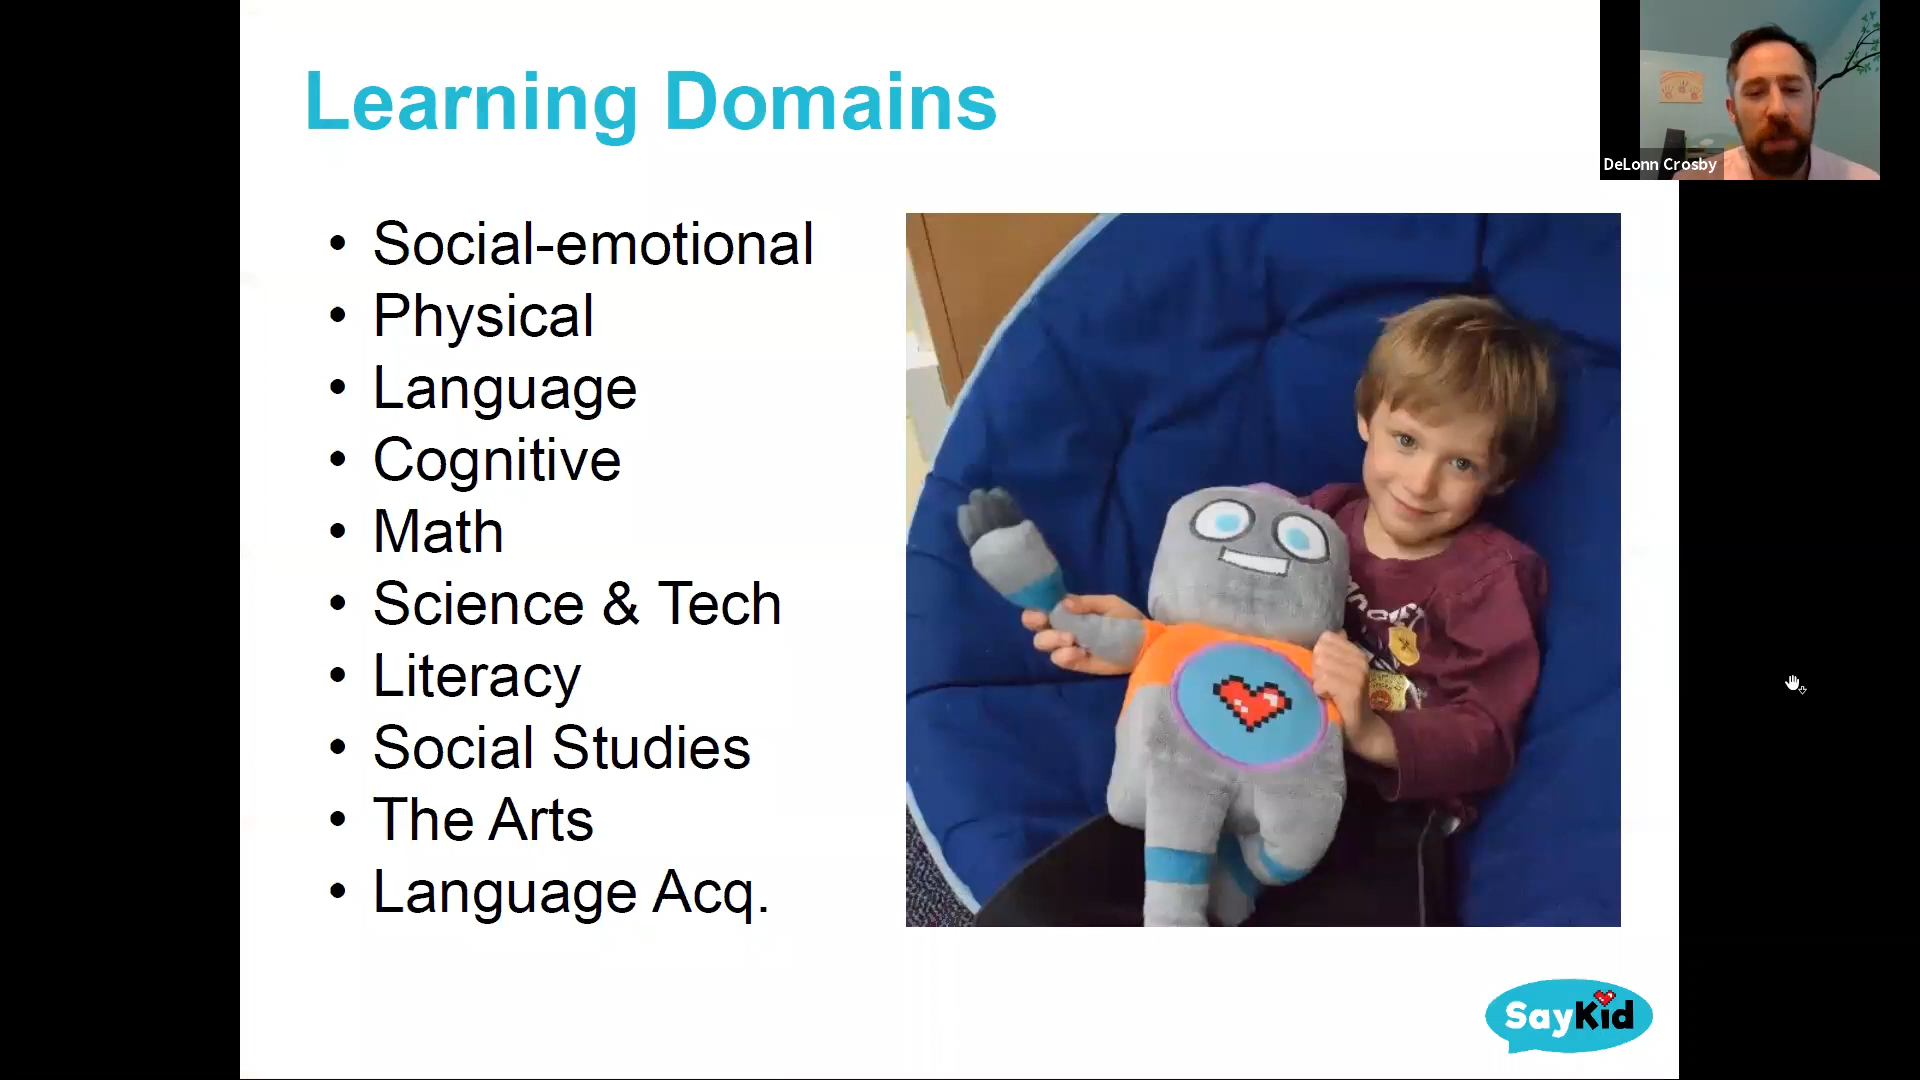 Learning Domains
DeLonn Crosby
• Social-emotional
• Physical
• Language
• Cognitive
• Math
• Science & Tech
• Literacy
• Social Studies
• The Arts
• Language Acq.
SayKid